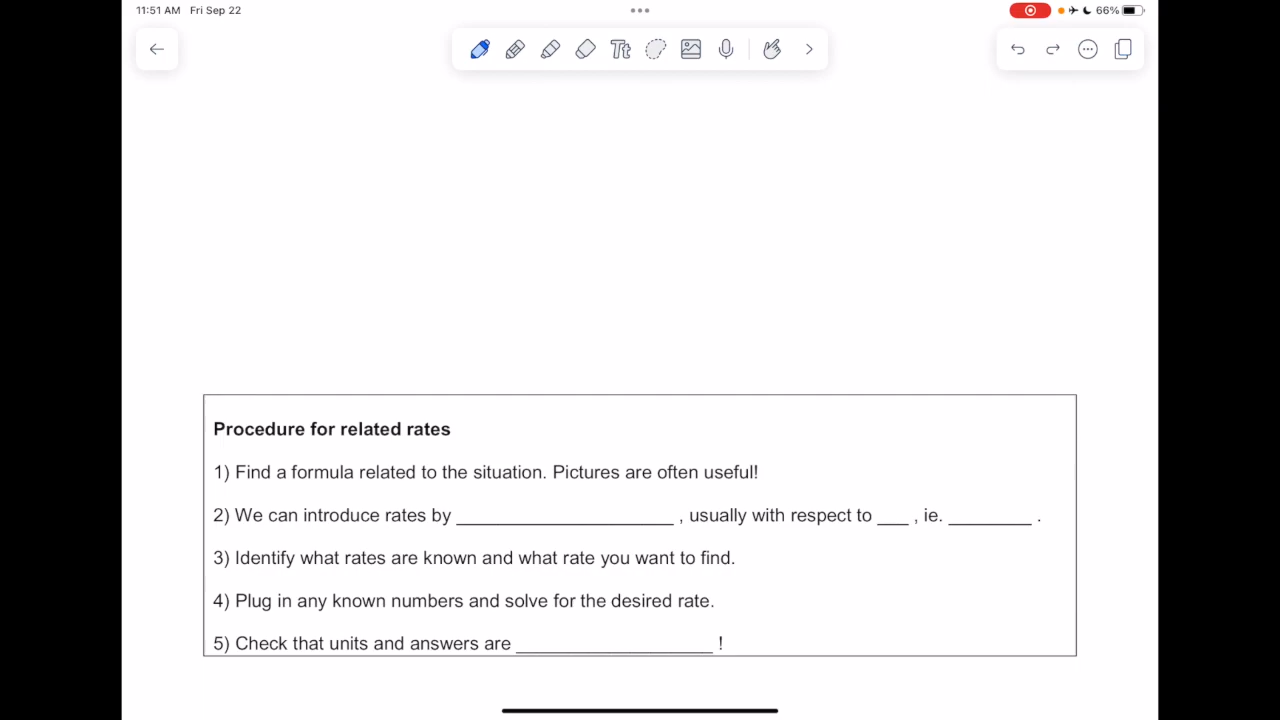 11:51 AM Fri Sep 22
66%
Tt
Procedure for related rates
1) Find a formula related to the situation. Pictures are often useful!
2) We can introduce rates by ____________________ , usually with respect to ___ , ie. ________ .
3) Identify what rates are known and what rate you want to find.
4) Plug in any known numbers and solve for the desired rate.
5) Check that units and answers are ___________________ !